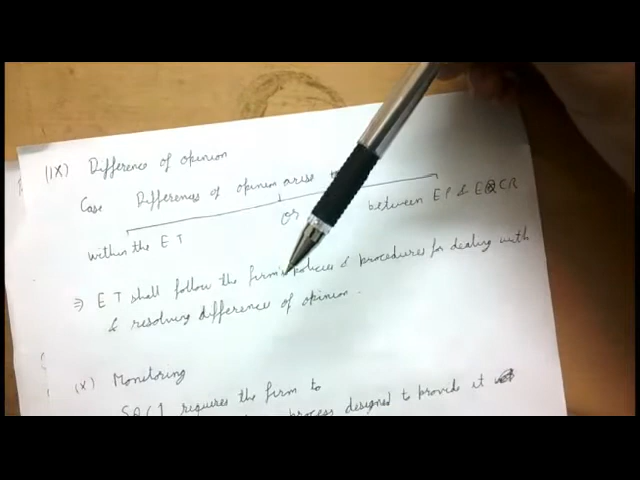 (IX) Difference of opinion
Case Differences of opinion arise
within the ET or between EP & EQCR
⇒ ET shall follow the firm's policies & procedures for dealing with
& resolving difference of opinion.
(X) Monitoring
SQC 1 requires the firm to
process designed to provide it